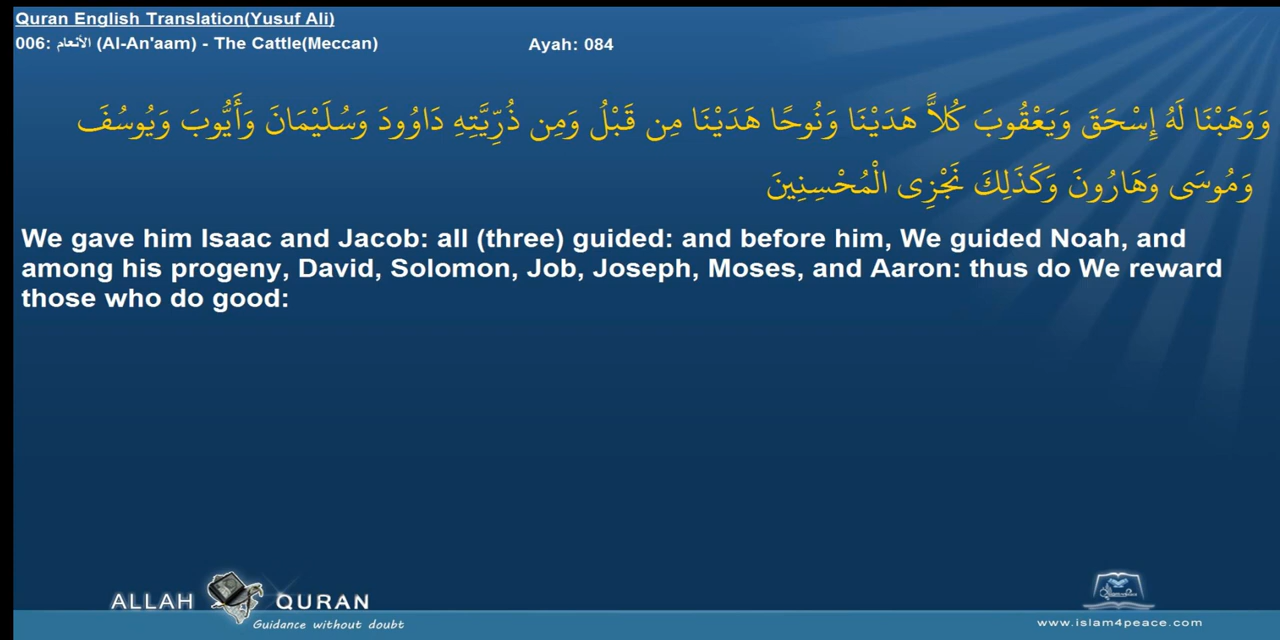 Quran English Translation(Yusuf Ali)
006: الأنعام (Al-An'aam) - The Cattle(Meccan) Ayah: 084
وَوَهَبْنَا لَهُ إِسْحَقَ وَيَعْقُوبَ كُلاًّ هَدَيْنَا وَنُوحًا هَدَيْنَا مِن قَبْلُ وَمِن ذُرِّيَّتِهِ دَاوُودَ وَسُلَيْمَانَ وَأَيُّوبَ وَيُوسُفَ
وَمُوسَى وَهَارُونَ وَكَذَلِكَ نَجْزِي الْمُحْسِنِينَ
We gave him Isaac and Jacob: all (three) guided: and before him, We guided Noah, and
among his progeny, David, Solomon, Job, Joseph, Moses, and Aaron: thus do We reward
those who do good:
ALLAH QURAN
Guidance without doubt
www.islam4peace.com